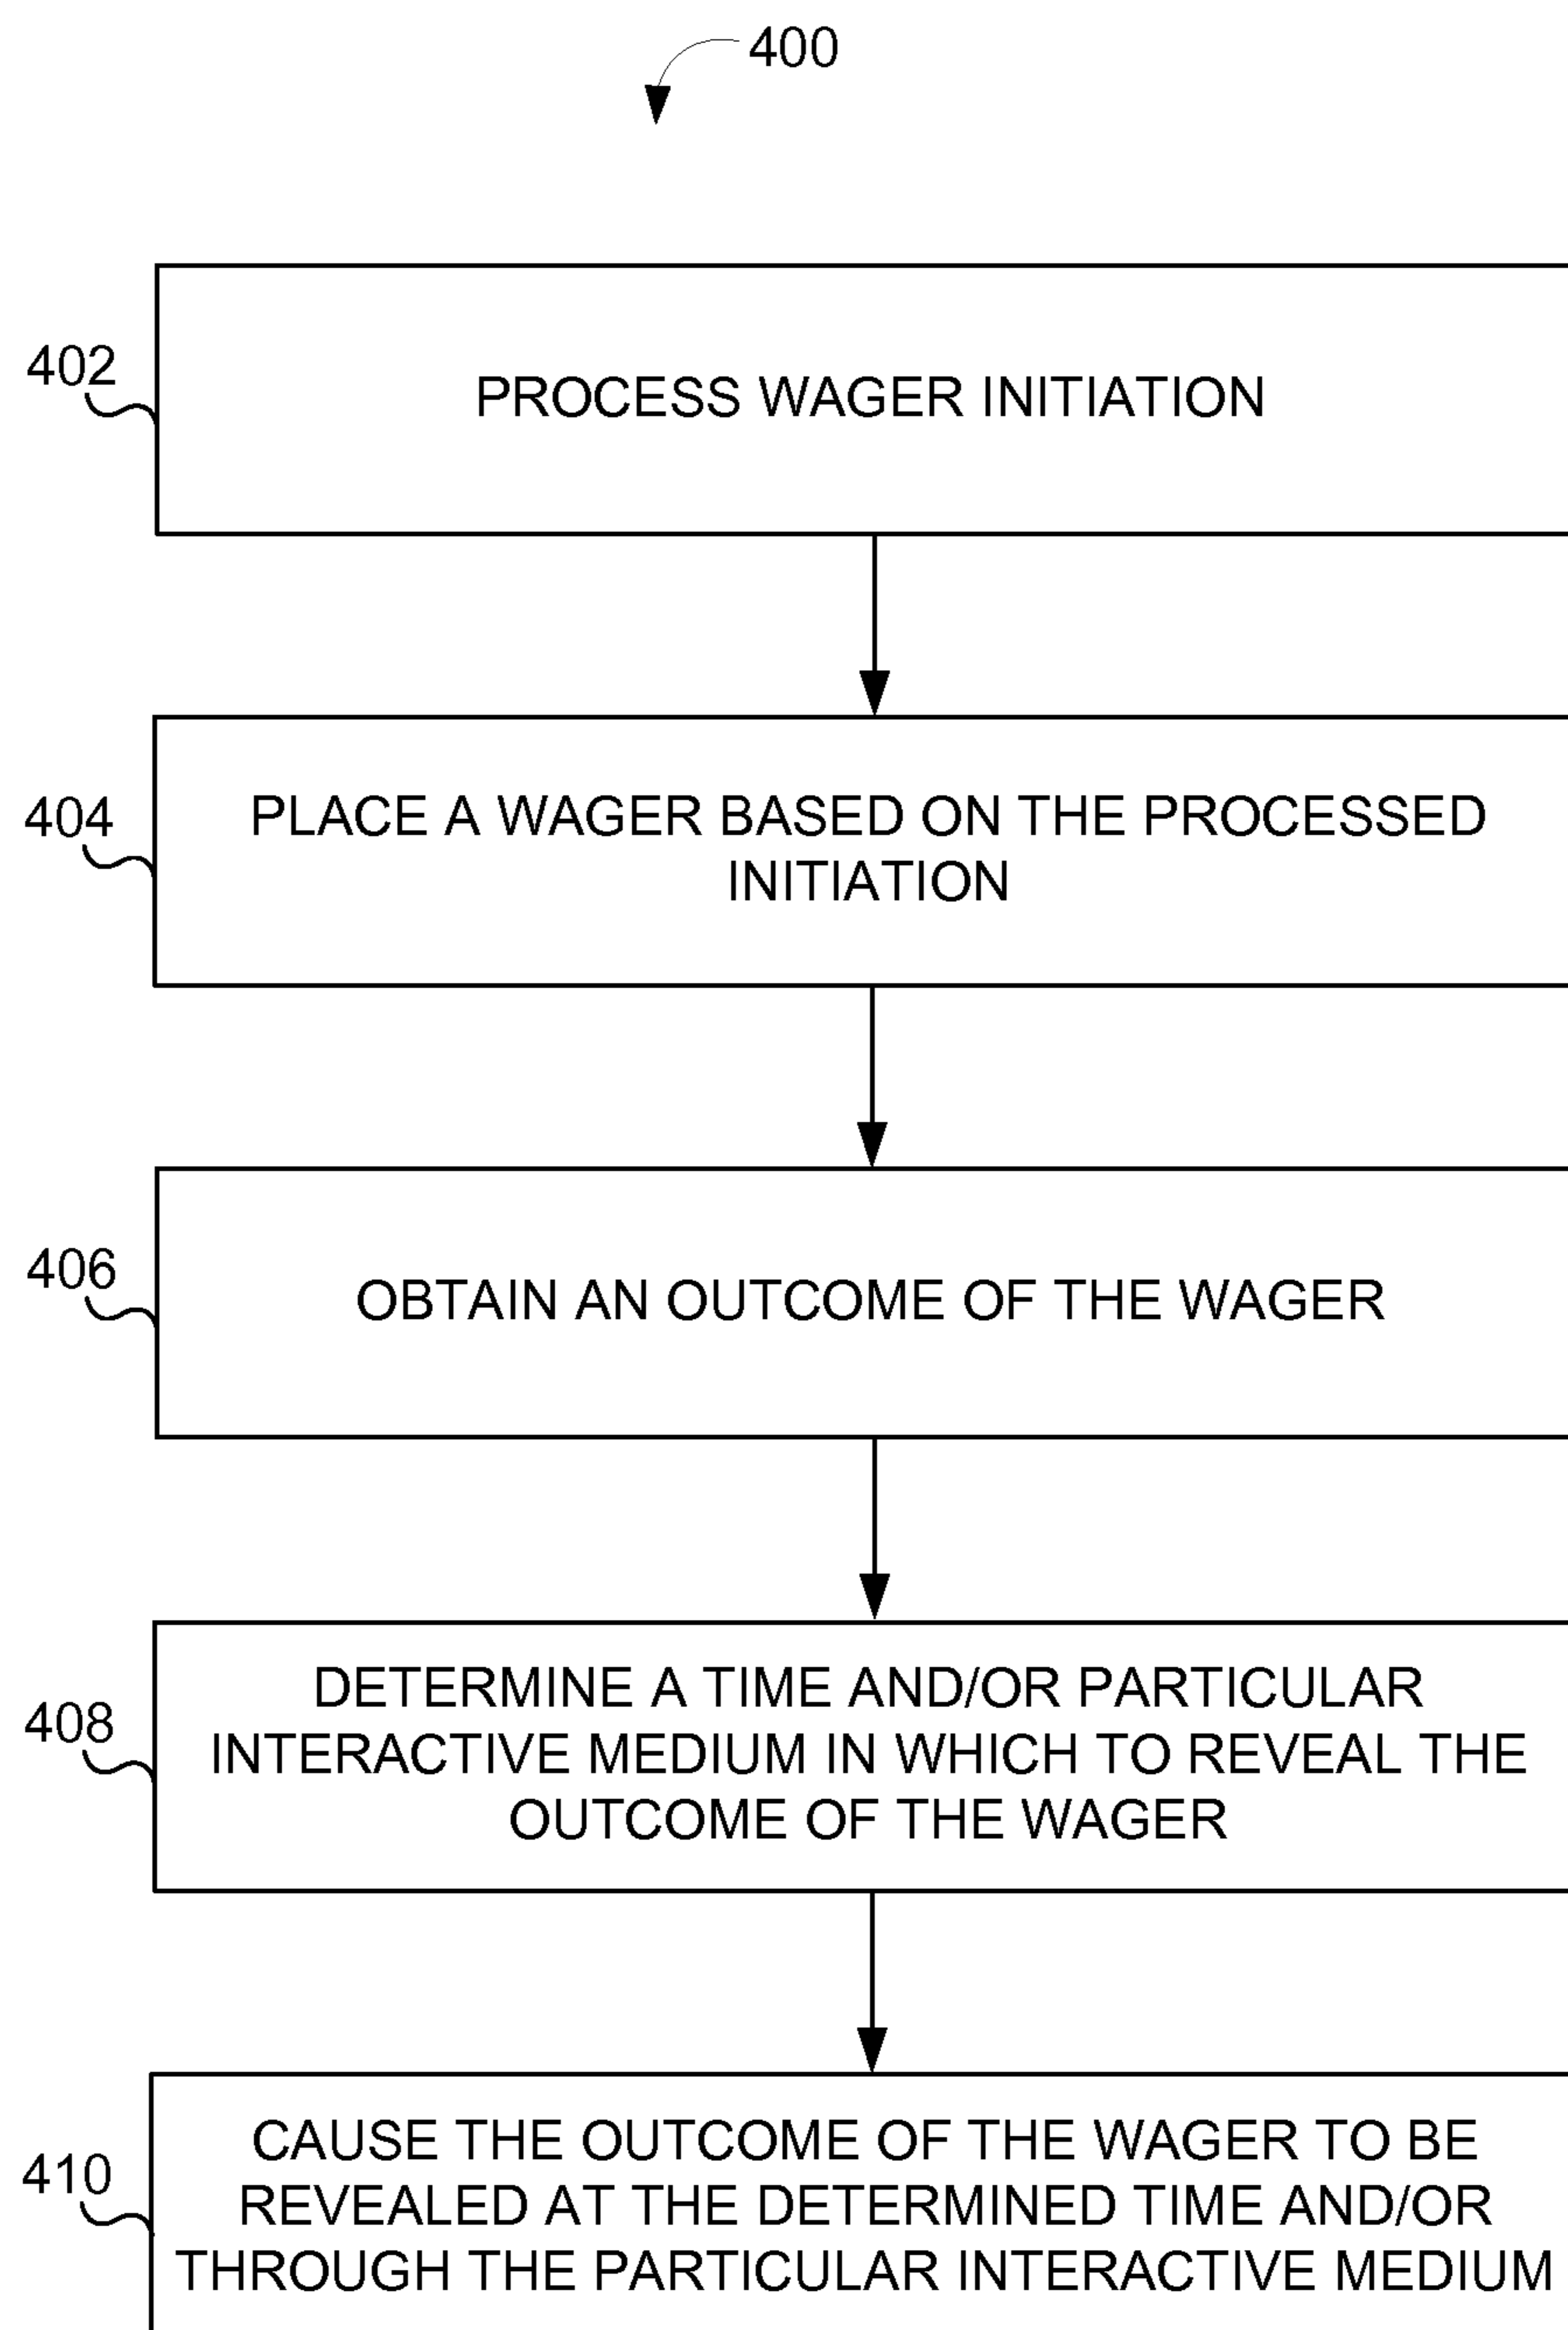 400
402
PROCESS WAGER INITIATION
404
PLACE A WAGER BASED ON THE PROCESSED
INITIATION
406
OBTAIN AN OUTCOME OF THE WAGER
408
DETERMINE A TIME AND/OR PARTICULAR
INTERACTIVE MEDIUM IN WHICH TO REVEAL THE
OUTCOME OF THE WAGER
410
CAUSE THE OUTCOME OF THE WAGER TO BE
REVEALED AT THE DETERMINED TIME AND/OR
THROUGH THE PARTICULAR INTERACTIVE MEDIUM